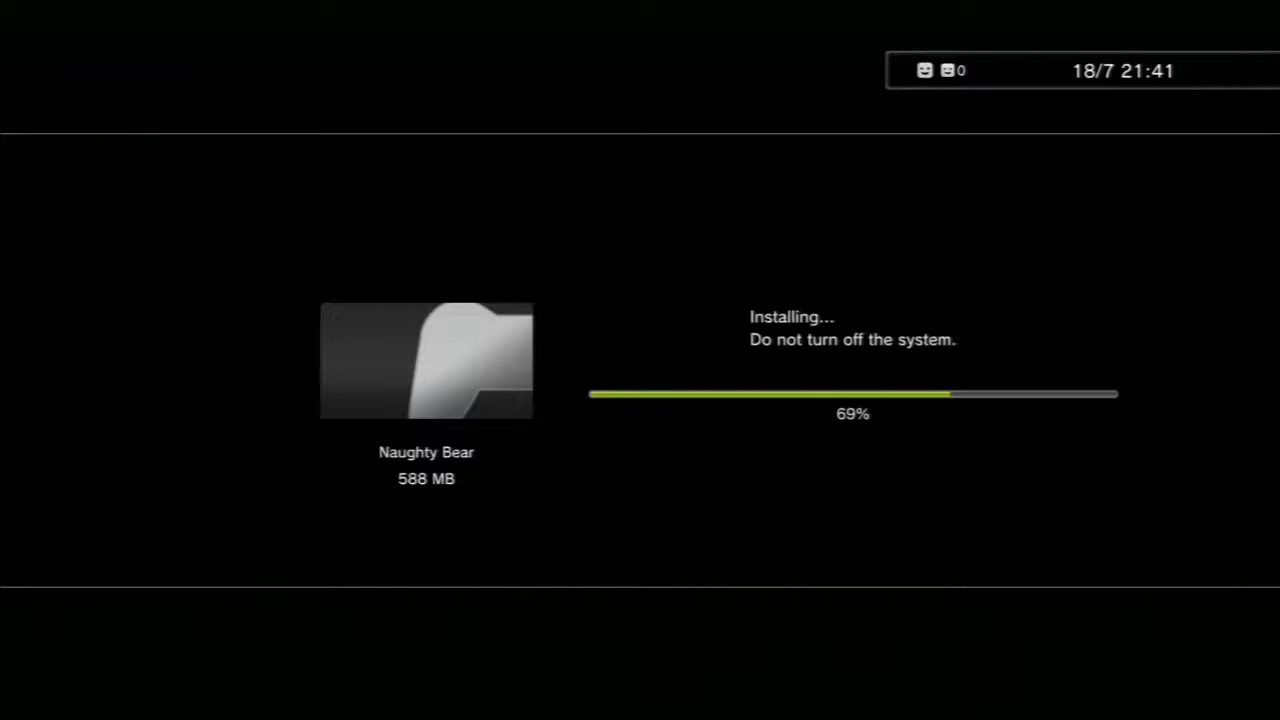 0
18/7 21:41
Installing...
Do not turn off the system.
69%
Naughty Bear
588 MB